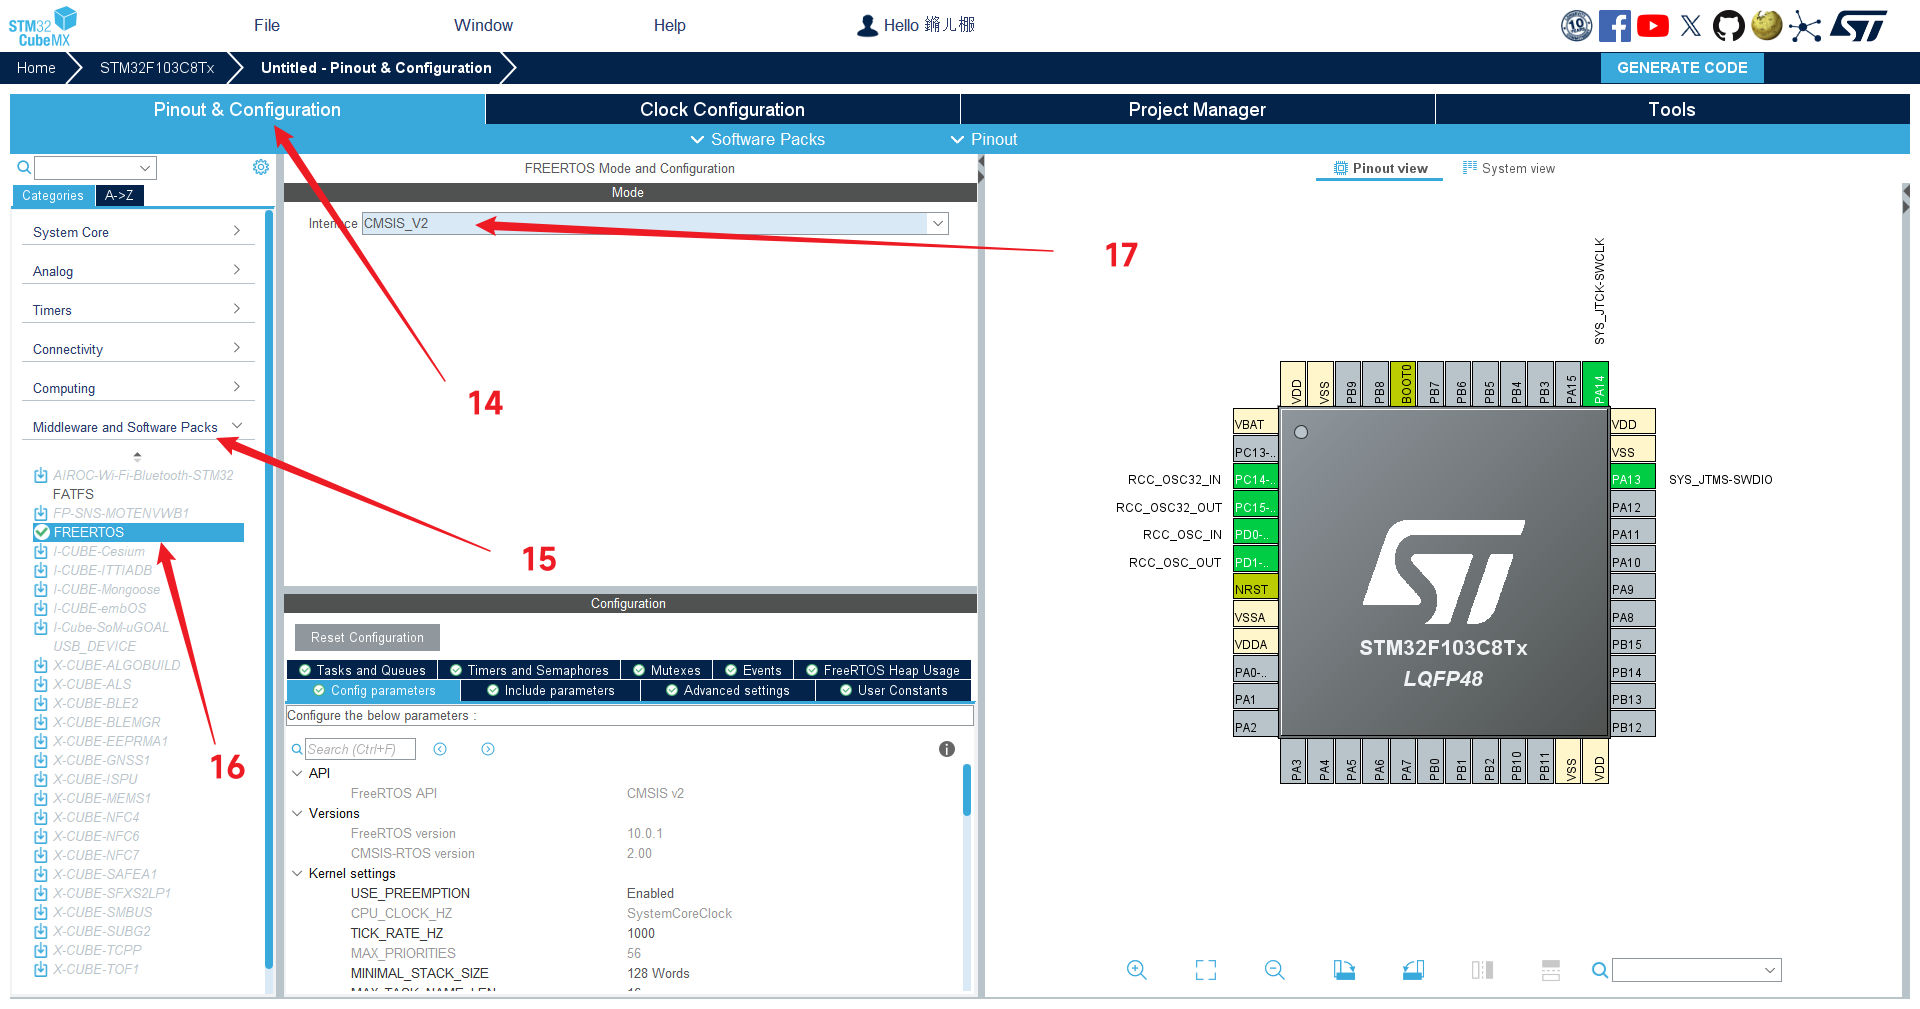 STM32
CubeMX
File
Window
Help
Hello 鏅儿棴
10
ST
Home
STM32F103C8Tx
Untitled - Pinout & Configuration
GENERATE CODE
Pinout & Configuration
Clock Configuration
Project Manager
Tools
Software Packs
Pinout
Categories
A->Z
System Core
Analog
Timers
Connectivity
Computing
Middleware and Software Packs
AIROC-Wi-Fi-Bluetooth-STM32
FATFS
FP-SNS-MOTENVWB1
FREERTOS
I-CUBE-Cesium
I-CUBE-ITTIADB
I-CUBE-Mongoose
I-CUBE-embOS
I-Cube-SoM-uGOAL
USB_DEVICE
X-CUBE-ALGOBUILD
X-CUBE-ALS
X-CUBE-BLE2
X-CUBE-BLEMGR
X-CUBE-EEPRMA1
X-CUBE-GNSS1
X-CUBE-ISPU
X-CUBE-MEMS1
X-CUBE-NFC4
X-CUBE-NFC6
X-CUBE-NFC7
X-CUBE-SAFEA1
X-CUBE-SFXS2LP1
X-CUBE-SMBUS
X-CUBE-SUBG2
X-CUBE-TCPP
X-CUBE-TOF1
14
15
16
17
FREERTOS Mode and Configuration
Mode
Interface CMSIS_V2
Configuration
Reset Configuration
Tasks and Queues
Timers and Semaphores
Mutexes
Events
FreeRTOS Heap Usage
Config parameters
Include parameters
Advanced settings
User Constants
Configure the below parameters :
Search (Ctrl+F)
API
FreeRTOS API CMSIS v2
Versions
FreeRTOS version 10.0.1
CMSIS-RTOS version 2.00
Kernel settings
USE_PREEMPTION Enabled
CPU_CLOCK_HZ SystemCoreClock
TICK_RATE_HZ 1000
MAX_PRIORITIES 56
MINIMAL_STACK_SIZE 128 Words
MAX_TASK_NAME_LEN 16
Pinout view
System view
SYS_JTCK-SWCLK
VDD
VSS
PB9
PB8
BOOT0
PB7
PB6
PB5
PB4
PB3
PA15
PA14
VBAT
PC13-..
RCC_OSC32_IN PC14-..
RCC_OSC32_OUT PC15-..
RCC_OSC_IN PD0-..
RCC_OSC_OUT PD1-..
NRST
VSSA
VDDA
PA0-..
PA1
PA2
VDD
VSS
PA13 SYS_JTMS-SWDIO
PA12
PA11
PA10
PA9
PA8
PB15
PB14
PB13
PB12
ST
STM32F103C8Tx
LQFP48
PA3
PA4
PA5
PA6
PA7
PB0
PB1
PB2
PB10
PB11
VSS
VDD